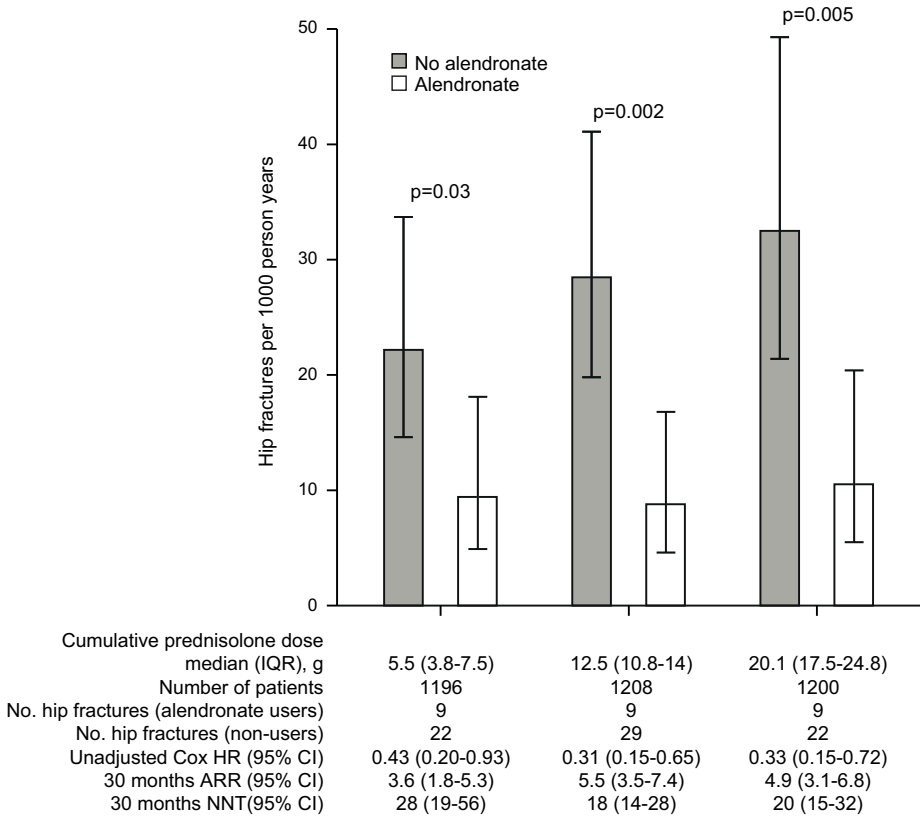 p=0.005
50
No alendronate
Alendronate
p=0.002
40
p=0.03
30
20
10
0
Hip fractures per 1000 person years
Cumulative prednisolone dose
median (IQR), g 5.5 (3.8-7.5) 12.5 (10.8-14) 20.1 (17.5-24.8)
Number of patients 1196 1208 1200
No. hip fractures (alendronate users) 9 9 9
No. hip fractures (non-users) 22 29 22
Unadjusted Cox HR (95% CI) 0.43 (0.20-0.93) 0.31 (0.15-0.65) 0.33 (0.15-0.72)
30 months ARR (95% CI) 3.6 (1.8-5.3) 5.5 (3.5-7.4) 4.9 (3.1-6.8)
30 months NNT(95% CI) 28 (19-56) 18 (14-28) 20 (15-32)